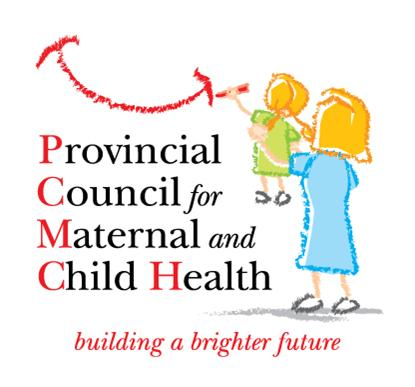 Provincial
Council for
Maternal and
Child Health
building a brighter future